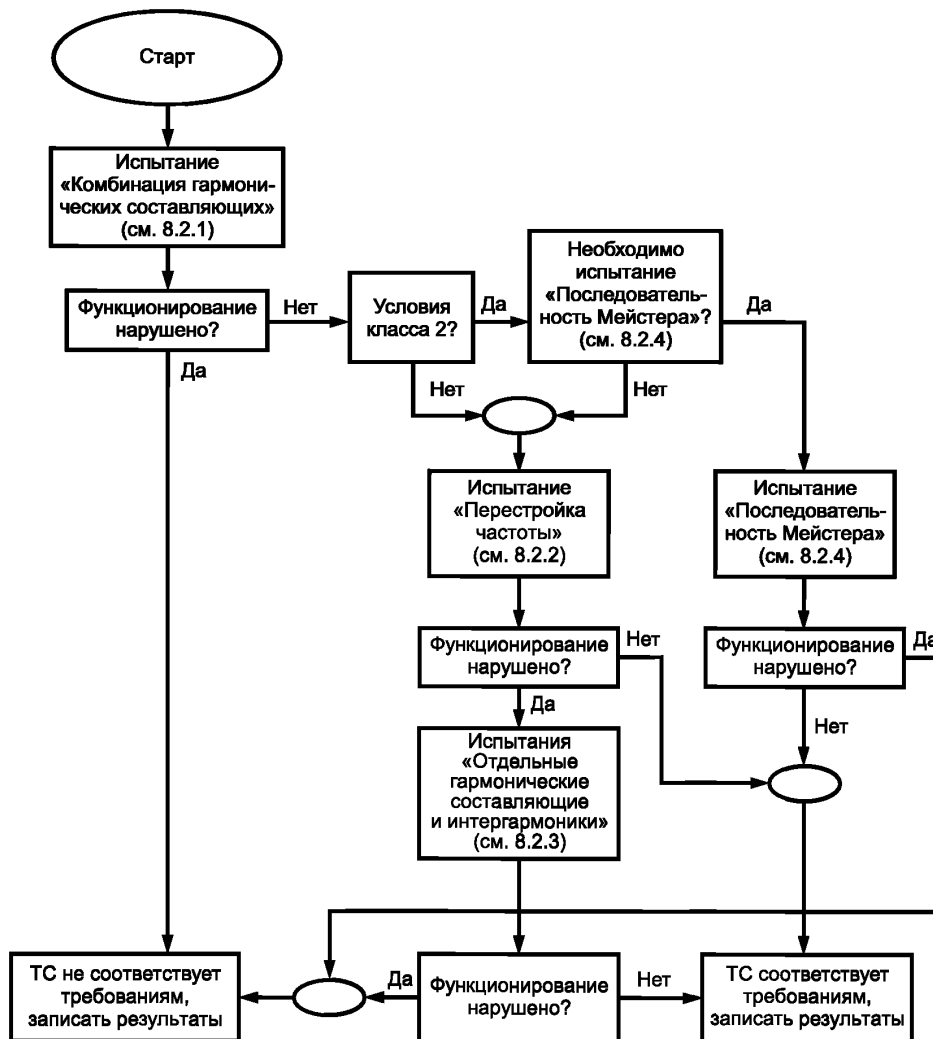 Старт
Испытание
«Комбинация гармони-
ческих составляющих»
(см. 8.2.1)
Функционирование
нарушено?
Нет
Да
Условия
класса 2?
Да
Нет
Необходимо
испытание
«Последователь-
ность Мейстера»?
(см. 8.2.4)
Да
Нет
Испытание
«Перестройка
частоты»
(см. 8.2.2)
Испытание
«Последователь-
ность Мейстера»
(см. 8.2.4)
Функционирование
нарушено?
Нет
Да
Функционирование
нарушено?
Да
Нет
Испытания
«Отдельные
гармонические
составляющие
и интергармоники»
(см. 8.2.3)
ТС не соответствует
требованиям,
записать результаты
Да
Функционирование
нарушено?
Нет
ТС соответствует
требованиям,
записать результаты